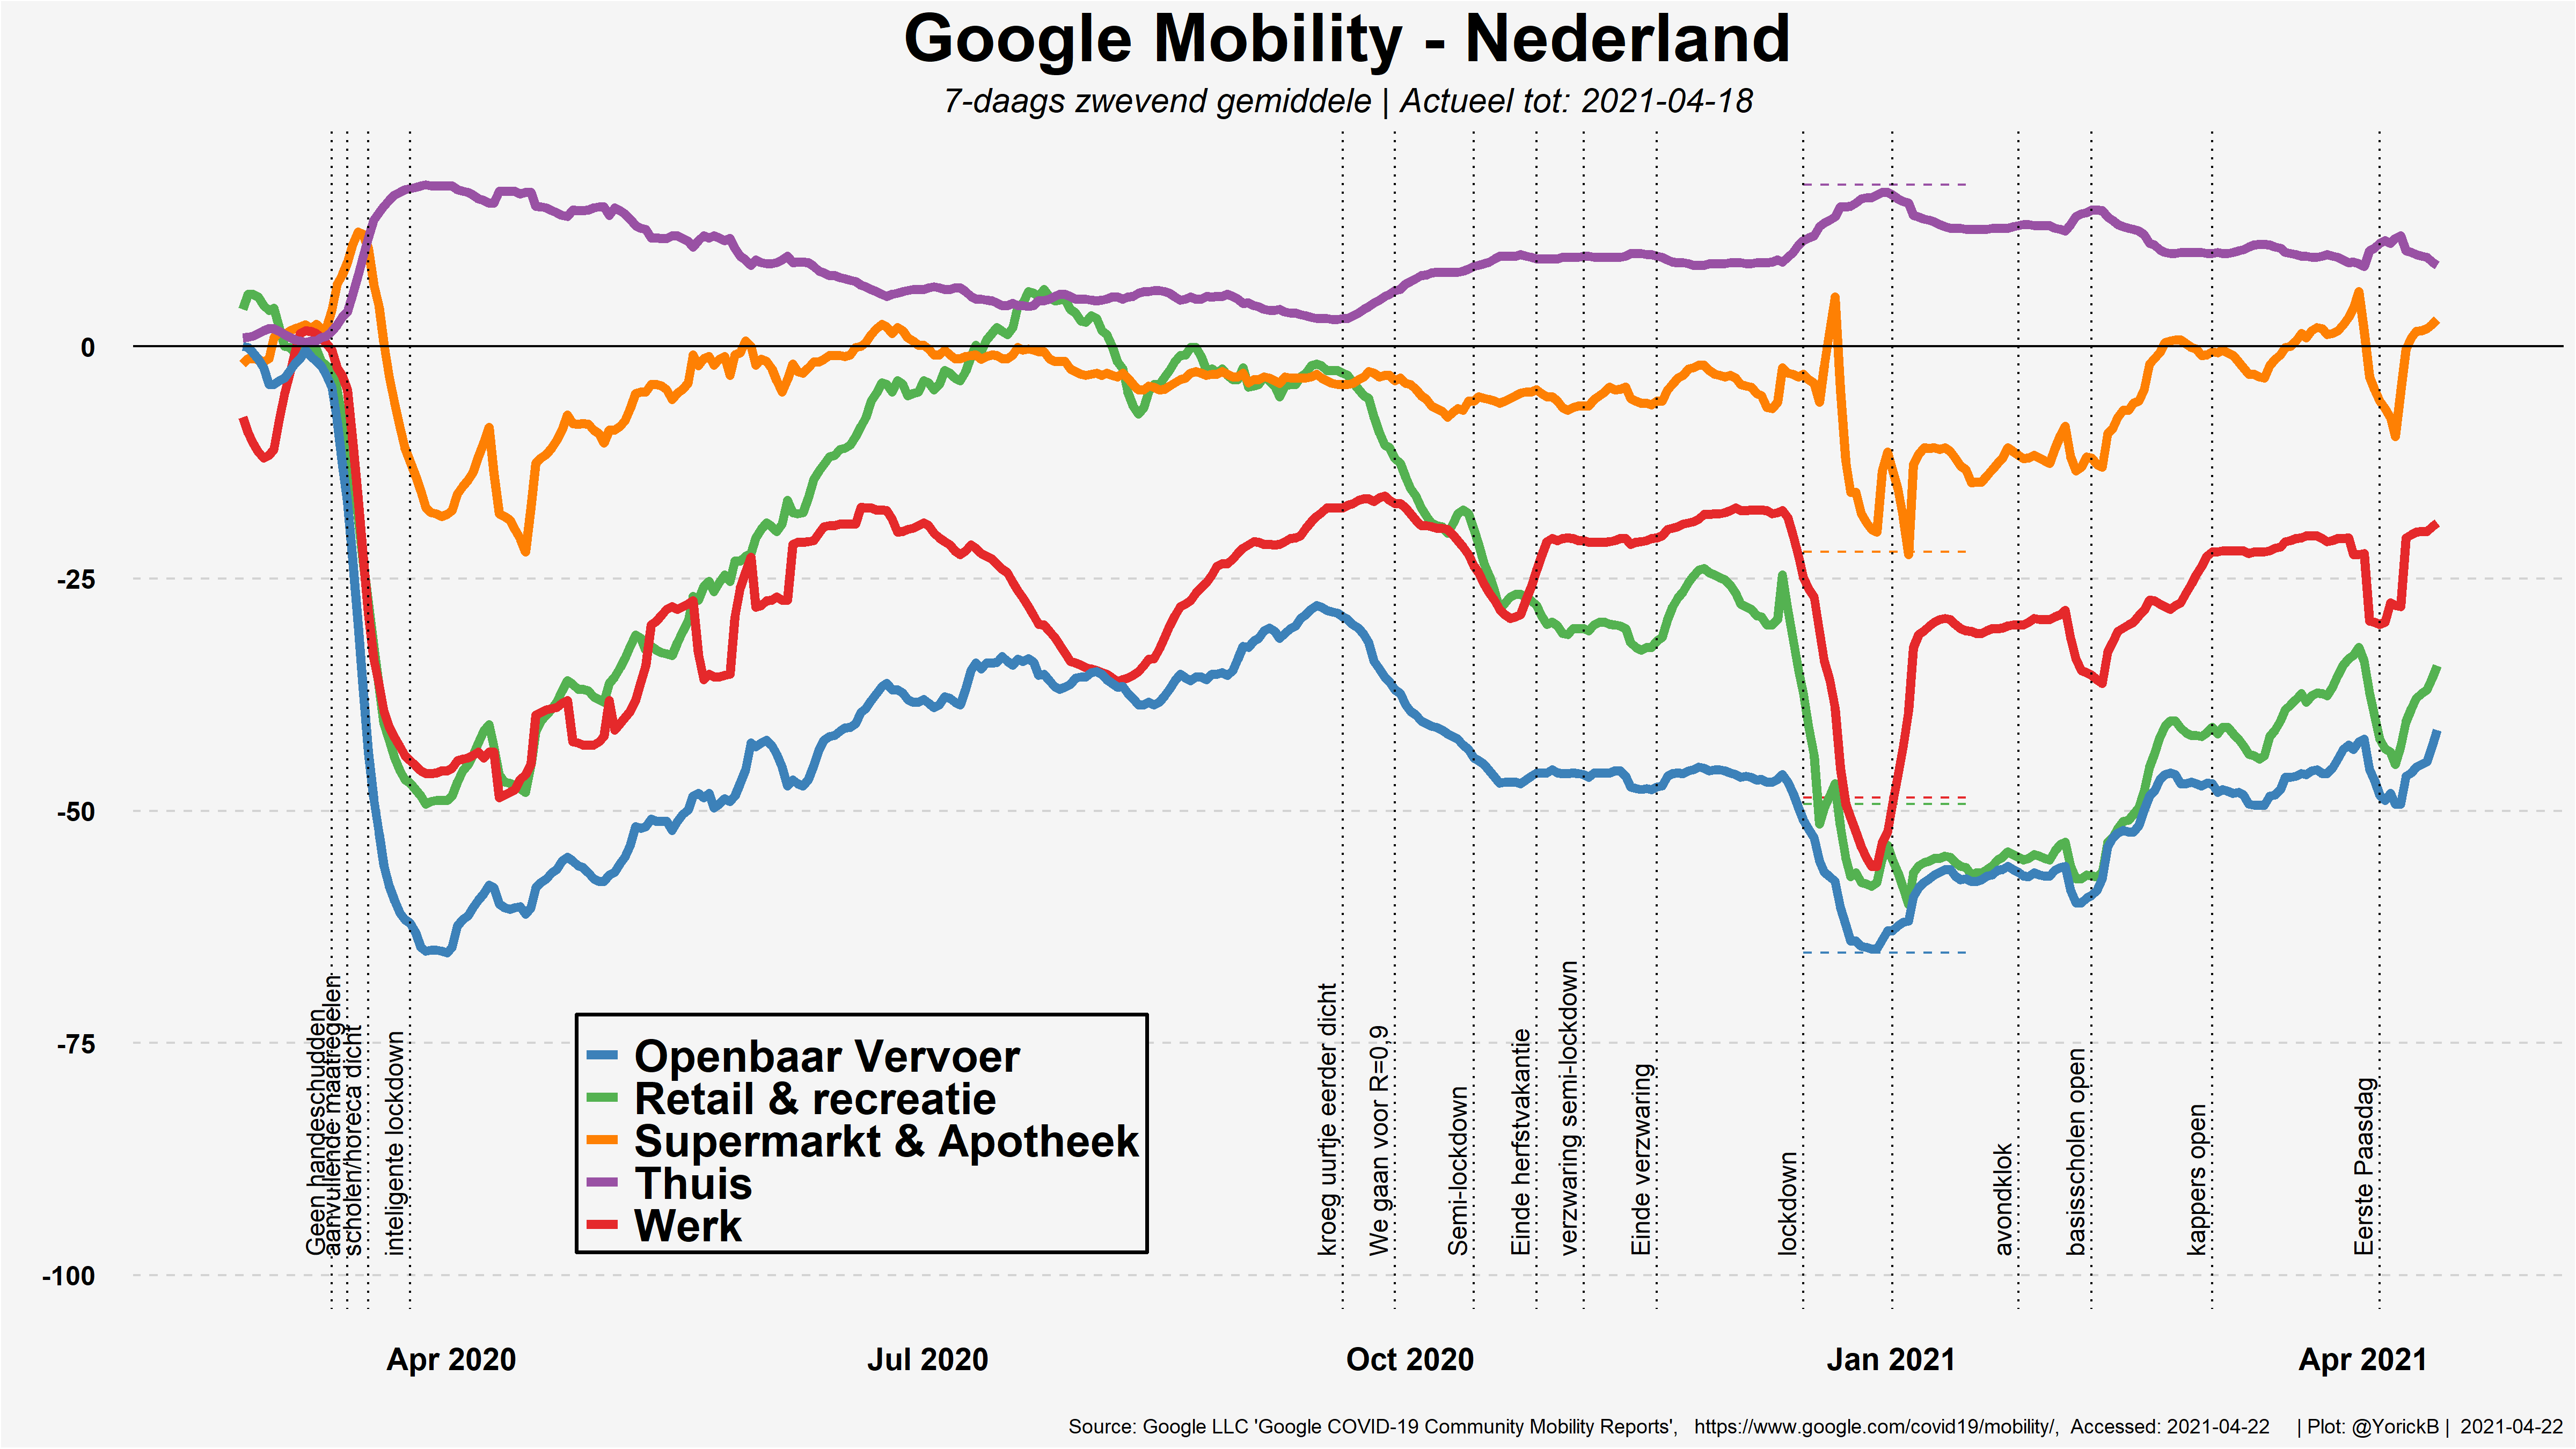 Google Mobility - Nederland
7-daags zwevend gemiddele | Actueel tot: 2021-04-18
0
-25
-50
-75
-100
Geen handeschudden
aanvullende maatregelen
scholen/horeca dicht
inteligente lockdown
kroeg uurtje eerder dicht
We gaan voor R=0,9
Semi-lockdown
Einde herfstvakantie
verzwaring semi-lockdown
Einde verzwaring
lockdown
avondklok
basisscholen open
kappers open
Eerste Paasdag
Openbaar Vervoer
Retail & recreatie
Supermarkt & Apotheek
Thuis
Werk
Apr 2020
Jul 2020
Oct 2020
Jan 2021
Apr 2021
Source: Google LLC 'Google COVID-19 Community Mobility Reports', https://www.google.com/covid19/mobility/, Accessed: 2021-04-22 | Plot: @YorickB | 2021-04-22